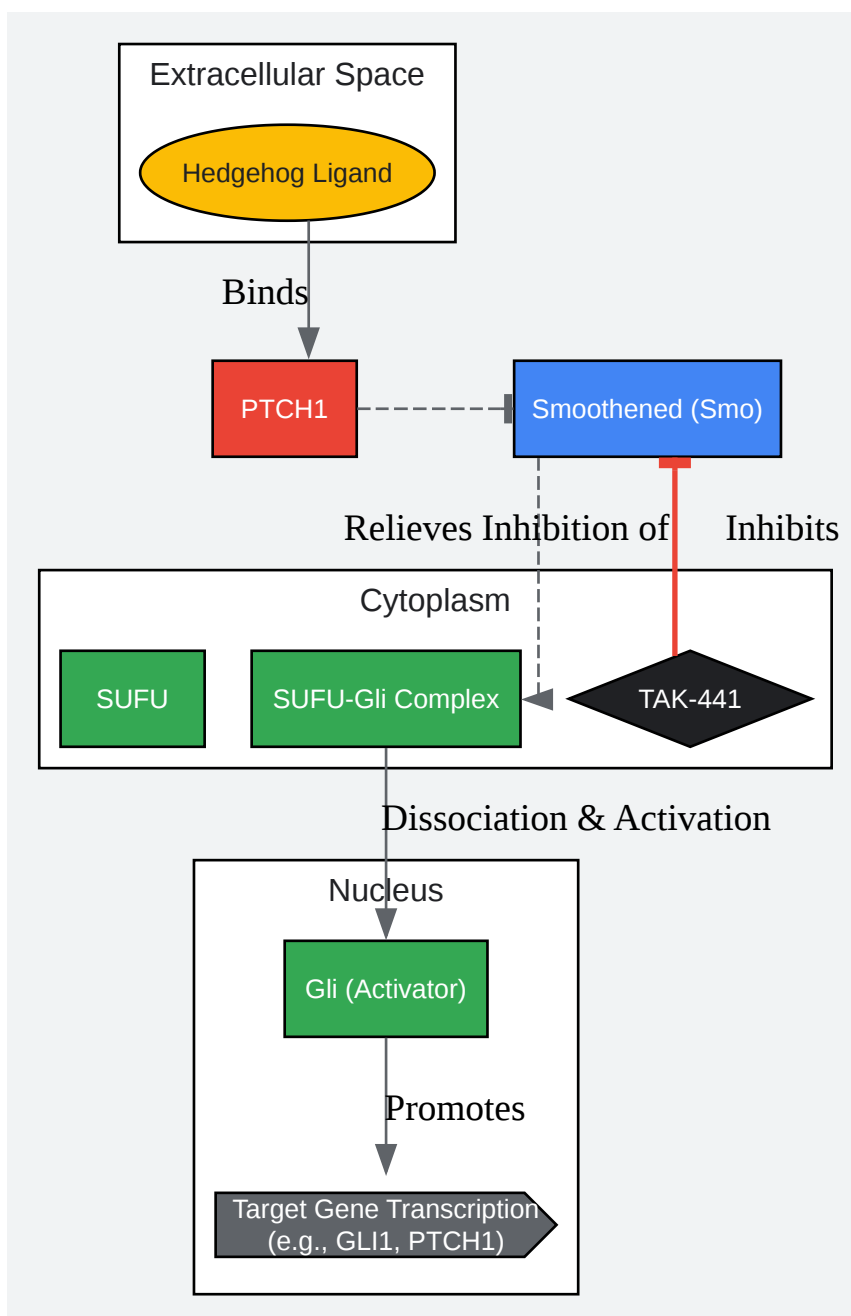 Extracellular Space
Hedgehog Ligand
Binds
PTCH1
Smoothened (Smo)
Relieves Inhibition of
Inhibits
Cytoplasm
SUFU
SUFU-Gli Complex
TAK-441
Dissociation & Activation
Nucleus
Gli (Activator)
Promotes
Target Gene Transcription
(e.g., GLI1, PTCH1)